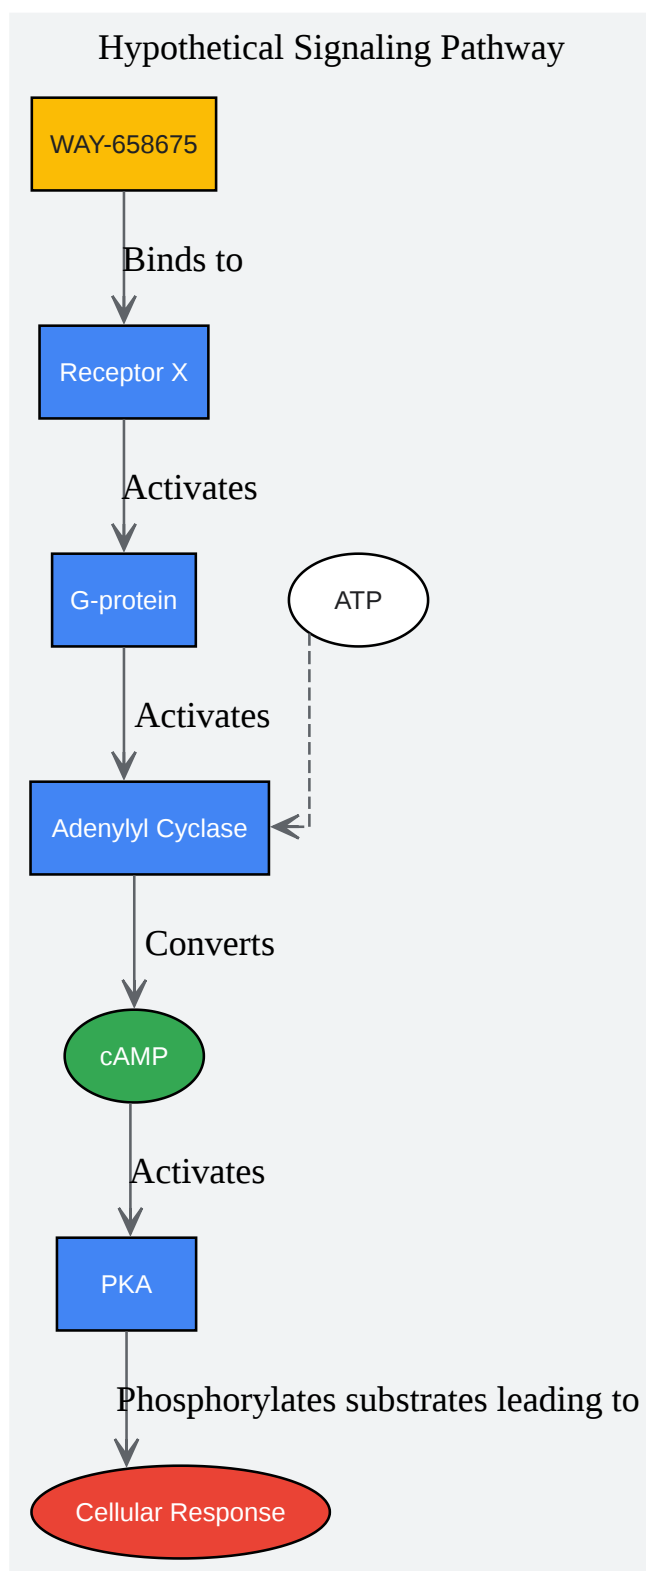 Hypothetical Signaling Pathway
WAY-658675
Binds to
Receptor X
Activates
G-protein
ATP
Activates
Adenylyl Cyclase
Converts
cAMP
Activates
PKA
Phosphorylates substrates leading to
Cellular Response